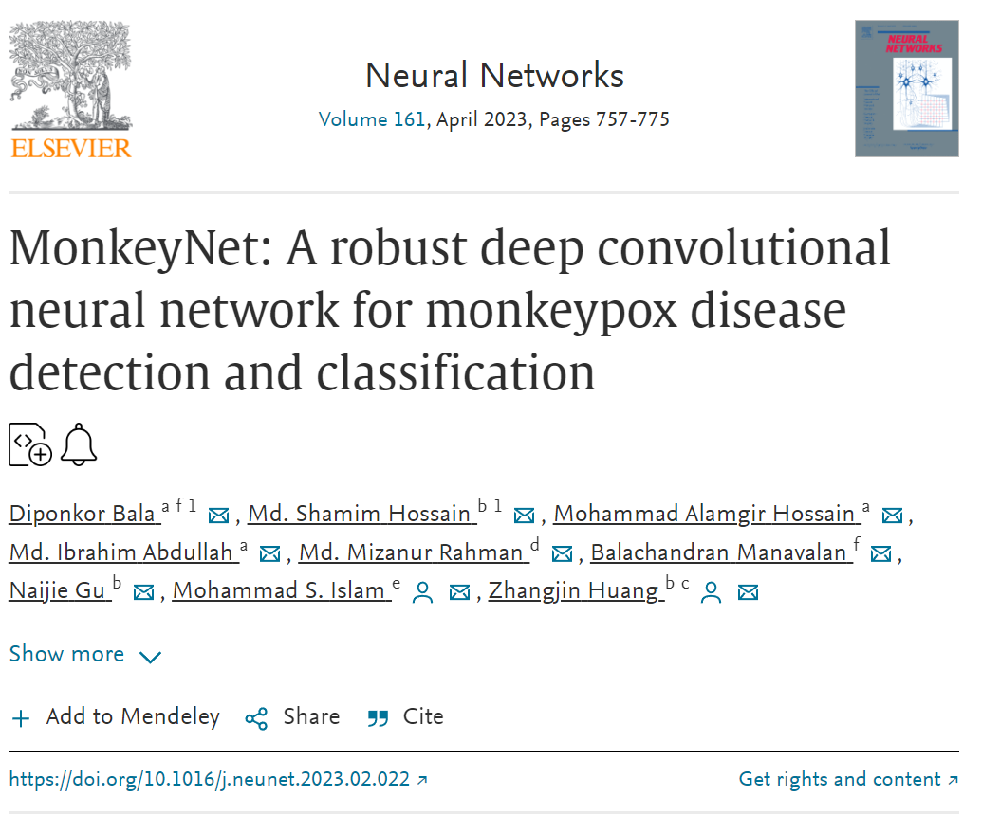 ELSEVIER
Neural Networks
Volume 161, April 2023, Pages 757-775
NEURAL
NETWORKS
MonkeyNet: A robust deep convolutional
neural network for monkeypox disease
detection and classification
Diponkor Bala a f 1 , Md. Shamim Hossain b 1 , Mohammad Alamgir Hossain a ,
Md. Ibrahim Abdullah a , Md. Mizanur Rahman d , Balachandran Manavalan f ,
Naijie Gu b , Mohammad S. Islam e , Zhangjin Huang b c
Show more
+ Add to Mendeley Share Cite
https://doi.org/10.1016/j.neunet.2023.02.022 ↗ Get rights and content ↗